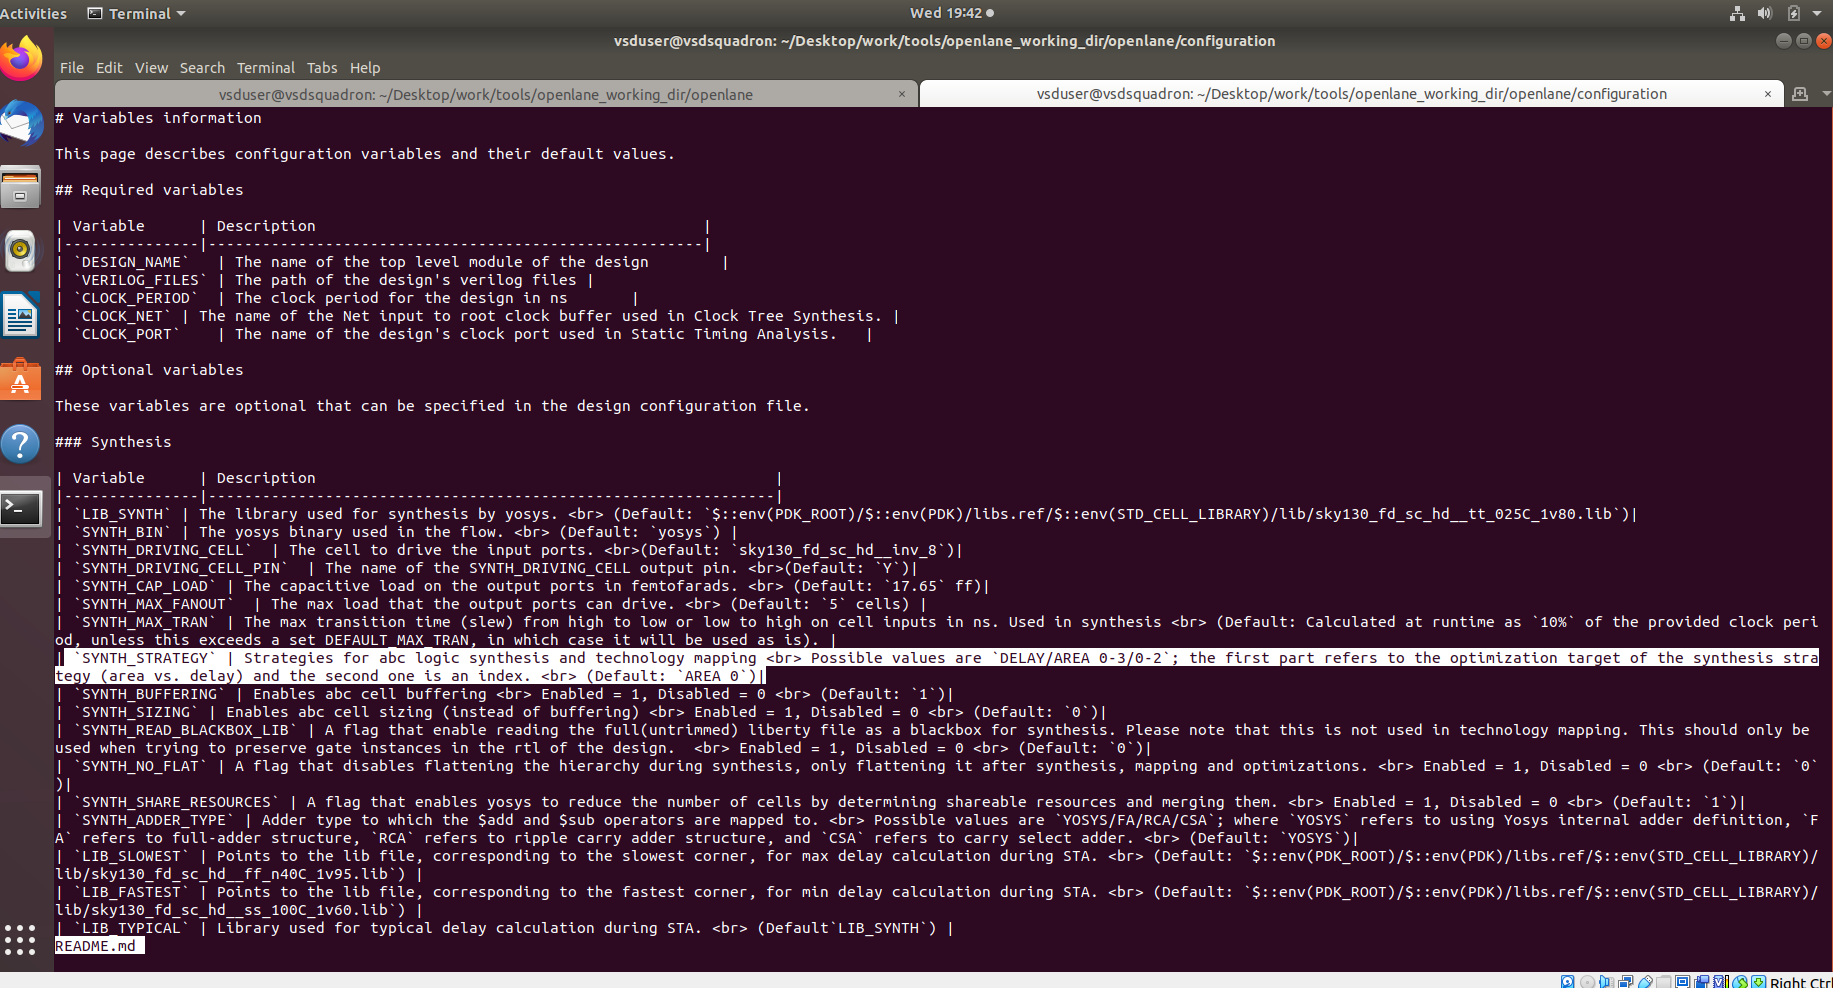 Activities Terminal Wed 19:42
vsduser@vsdsquadron: ~/Desktop/work/tools/openlane_working_dir/openlane/configuration
File Edit View Search Terminal Tabs Help
vsduser@vsdsquadron: ~/Desktop/work/tools/openlane_working_dir/openlane × vsduser@vsdsquadron: ~/Desktop/work/tools/openlane_working_dir/openlane/configuration ×
# Variables information
This page describes configuration variables and their default values.
## Required variables
| Variable      | Description                                           |
|---------------|-------------------------------------------------------|
| `DESIGN_NAME`   | The name of the top level module of the design        |
| `VERILOG_FILES` | The path of the design's verilog files |
| `CLOCK_PERIOD`  | The clock period for the design in ns       |
| `CLOCK_NET` | The name of the Net input to root clock buffer used in Clock Tree Synthesis. |
| `CLOCK_PORT`    | The name of the design's clock port used in Static Timing Analysis.   |
## Optional variables
These variables are optional that can be specified in the design configuration file.
### Synthesis
| Variable      | Description                                                   |
|---------------|---------------------------------------------------------------|
| `LIB_SYNTH` | The library used for synthesis by yosys. <br> (Default: `$::env(PDK_ROOT)/$::env(PDK)/libs.ref/$::env(STD_CELL_LIBRARY)/lib/sky130_fd_sc_hd__tt_025C_1v80.lib`)|
| `SYNTH_BIN` | The yosys binary used in the flow. <br> (Default: `yosys`) |
| `SYNTH_DRIVING_CELL`  | The cell to drive the input ports. <br>(Default: `sky130_fd_sc_hd__inv_8`)|
| `SYNTH_DRIVING_CELL_PIN`  | The name of the SYNTH_DRIVING_CELL output pin. <br>(Default: `Y`)|
| `SYNTH_CAP_LOAD` | The capacitive load on the output ports in femtofarads. <br> (Default: `17.65` ff)|
| `SYNTH_MAX_FANOUT`  | The max load that the output ports can drive. <br> (Default: `5` cells) |
| `SYNTH_MAX_TRAN` | The max transition time (slew) from high to low or low to high on cell inputs in ns. Used in synthesis <br> (Default: Calculated at runtime as `10%` of the provided clock peri
od, unless this exceeds a set DEFAULT_MAX_TRAN, in which case it will be used as is). |
| `SYNTH_STRATEGY` | Strategies for abc logic synthesis and technology mapping <br> Possible values are `DELAY/AREA 0-3/0-2`; the first part refers to the optimization target of the synthesis stra
tegy (area vs. delay) and the second one is an index. <br> (Default: `AREA 0`)|
| `SYNTH_BUFFERING` | Enables abc cell buffering <br> Enabled = 1, Disabled = 0 <br> (Default: `1`)|
| `SYNTH_SIZING` | Enables abc cell sizing (instead of buffering) <br> Enabled = 1, Disabled = 0 <br> (Default: `0`)|
| `SYNTH_READ_BLACKBOX_LIB` | A flag that enable reading the full(untrimmed) liberty file as a blackbox for synthesis. Please note that this is not used in technology mapping. This should only be 
used when trying to preserve gate instances in the rtl of the design.  <br> Enabled = 1, Disabled = 0 <br> (Default: `0`)|
| `SYNTH_NO_FLAT` | A flag that disables flattening the hierarchy during synthesis, only flattening it after synthesis, mapping and optimizations. <br> Enabled = 1, Disabled = 0 <br> (Default: `0`
)|
| `SYNTH_SHARE_RESOURCES` | A flag that enables yosys to reduce the number of cells by determining shareable resources and merging them. <br> Enabled = 1, Disabled = 0 <br> (Default: `1`)|
| `SYNTH_ADDER_TYPE` | Adder type to which the $add and $sub operators are mapped to. <br> Possible values are `YOSYS/FA/RCA/CSA`; where `YOSYS` refers to using Yosys internal adder definition, `F
A` refers to full-adder structure, `RCA` refers to ripple carry adder structure, and `CSA` refers to carry select adder. <br> (Default: `YOSYS`)|
| `LIB_SLOWEST` | Points to the lib file, corresponding to the slowest corner, for max delay calculation during STA. <br> (Default: `$::env(PDK_ROOT)/$::env(PDK)/libs.ref/$::env(STD_CELL_LIBRARY)/
lib/sky130_fd_sc_hd__ff_n40C_1v95.lib`) |
| `LIB_FASTEST` | Points to the lib file, corresponding to the fastest corner, for min delay calculation during STA. <br> (Default: `$::env(PDK_ROOT)/$::env(PDK)/libs.ref/$::env(STD_CELL_LIBRARY)/
lib/sky130_fd_sc_hd__ss_100C_1v60.lib`) |
| `LIB_TYPICAL` | Library used for typical delay calculation during STA. <br> (Default`LIB_SYNTH`) |
README.md
Right Ctrl